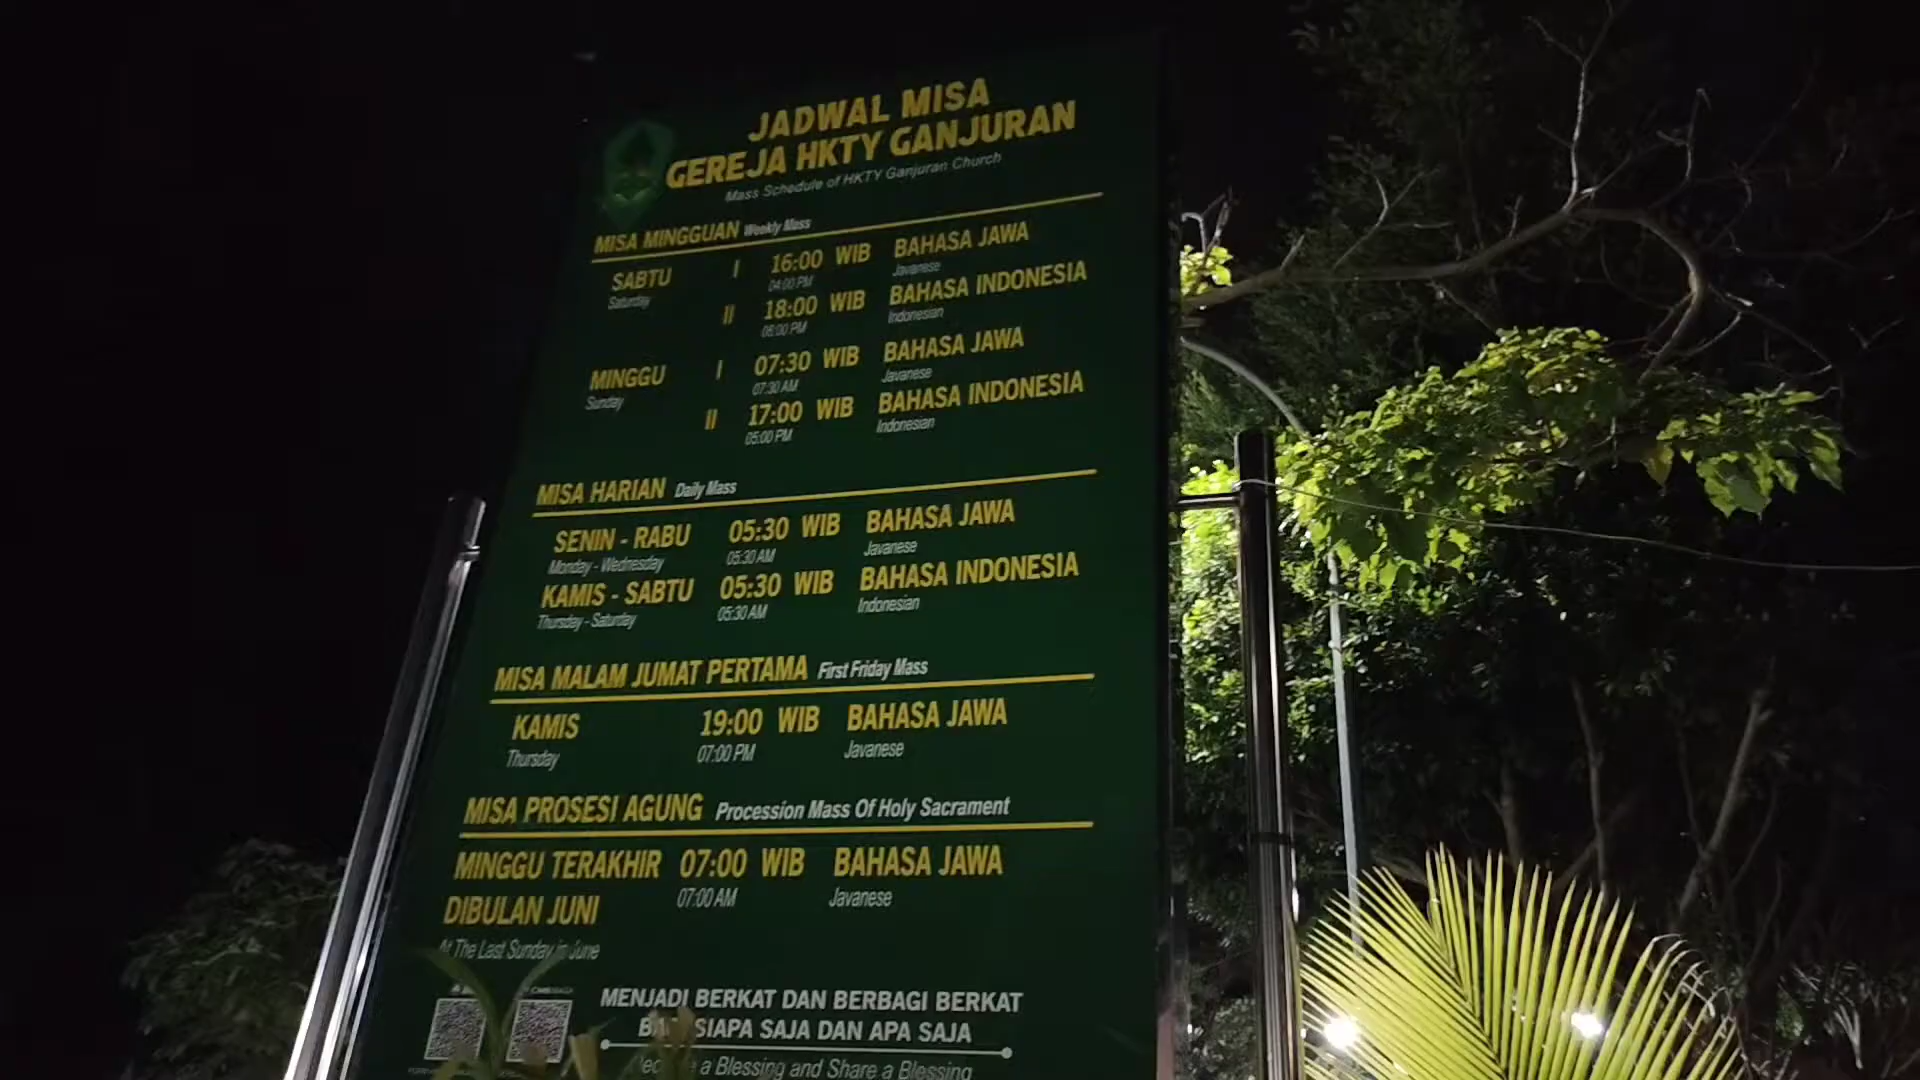 JADWAL MISA
GEREJA HKTY GANJURAN
Mass Schedule of HKTY Ganjuran Church
MISA MINGGUAN Weekly Mass
SABTU I 16:00 WIB BAHASA JAWA
Saturday 04:00 PM Javanese
II 18:00 WIB BAHASA INDONESIA
06:00 PM Indonesian
MINGGU I 07:30 WIB BAHASA JAWA
Sunday 07:30 AM Javanese
II 17:00 WIB BAHASA INDONESIA
05:00 PM Indonesian
MISA HARIAN Daily Mass
SENIN - RABU 05:30 WIB BAHASA JAWA
Monday - Wednesday 05:30 AM Javanese
KAMIS - SABTU 05:30 WIB BAHASA INDONESIA
Thursday - Saturday 05:30 AM Indonesian
MISA MALAM JUMAT PERTAMA First Friday Mass
KAMIS 19:00 WIB BAHASA JAWA
Thursday 07:00 PM Javanese
MISA PROSESI AGUNG Procession Mass Of Holy Sacrament
MINGGU TERAKHIR 07:00 WIB BAHASA JAWA
07:00 AM Javanese
DIBULAN JUNI
At The Last Sunday in June
MENJADI BERKAT DAN BERBAGI BERKAT
SIAPA SAJA DAN APA SAJA
a Blessing and Share a Blessing